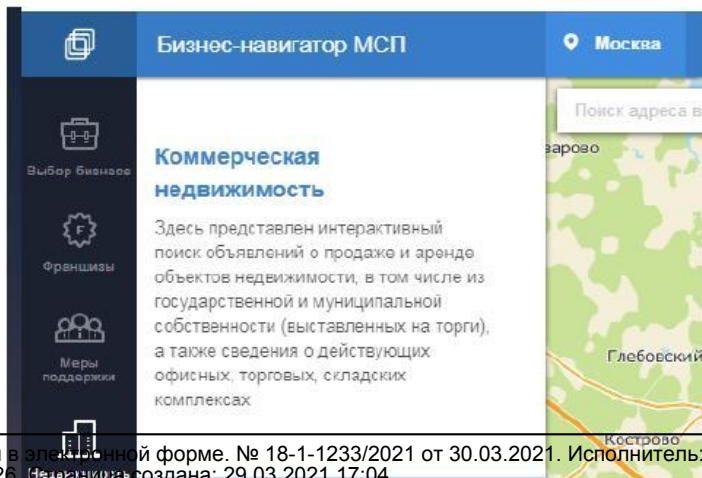 Бизнес-навигатор МСП
Москва
Поиск адреса в
Выбор бизнеса
Франшизы
Меры
поддержки
Недвижимость
Коммерческая
недвижимость
Здесь представлен интерактивный
поиск объявлений о продаже и аренде
объектов недвижимости, в том числе из
государственной и муниципальной
собственности (выставленных на торги),
а также сведения о действующих
офисных, торговых, складских
комплексах
варово
Глебовский
Кострово
в электронной форме. № 18-1-1233/2021 от 30.03.2021. Исполнитель:
создана: 29.03.2021 17:04